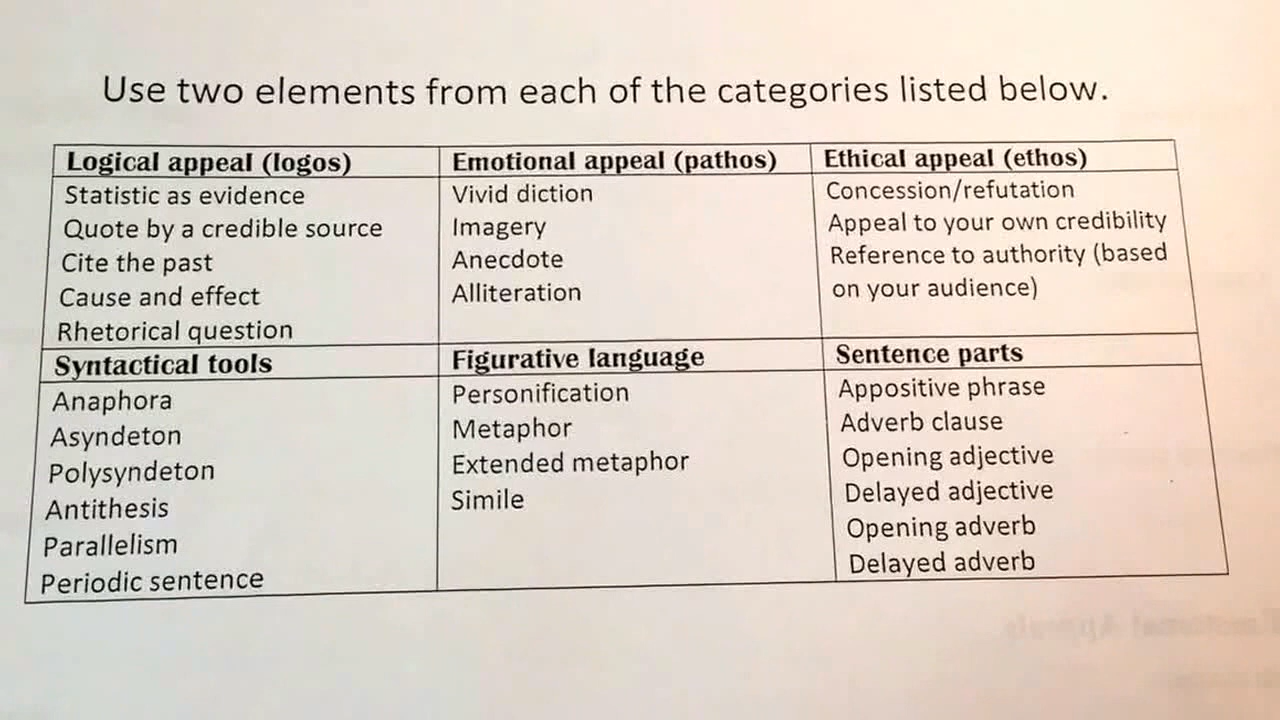 Use two elements from each of the categories listed below.
Logical appeal (logos)
Statistic as evidence
Quote by a credible source
Cite the past
Cause and effect
Rhetorical question
Emotional appeal (pathos)
Vivid diction
Imagery
Anecdote
Alliteration
Ethical appeal (ethos)
Concession/refutation
Appeal to your own credibility
Reference to authority (based
on your audience)
Syntactical tools
Anaphora
Asyndeton
Polysyndeton
Antithesis
Parallelism
Periodic sentence
Figurative language
Personification
Metaphor
Extended metaphor
Simile
Sentence parts
Appositive phrase
Adverb clause
Opening adjective
Delayed adjective
Opening adverb
Delayed adverb